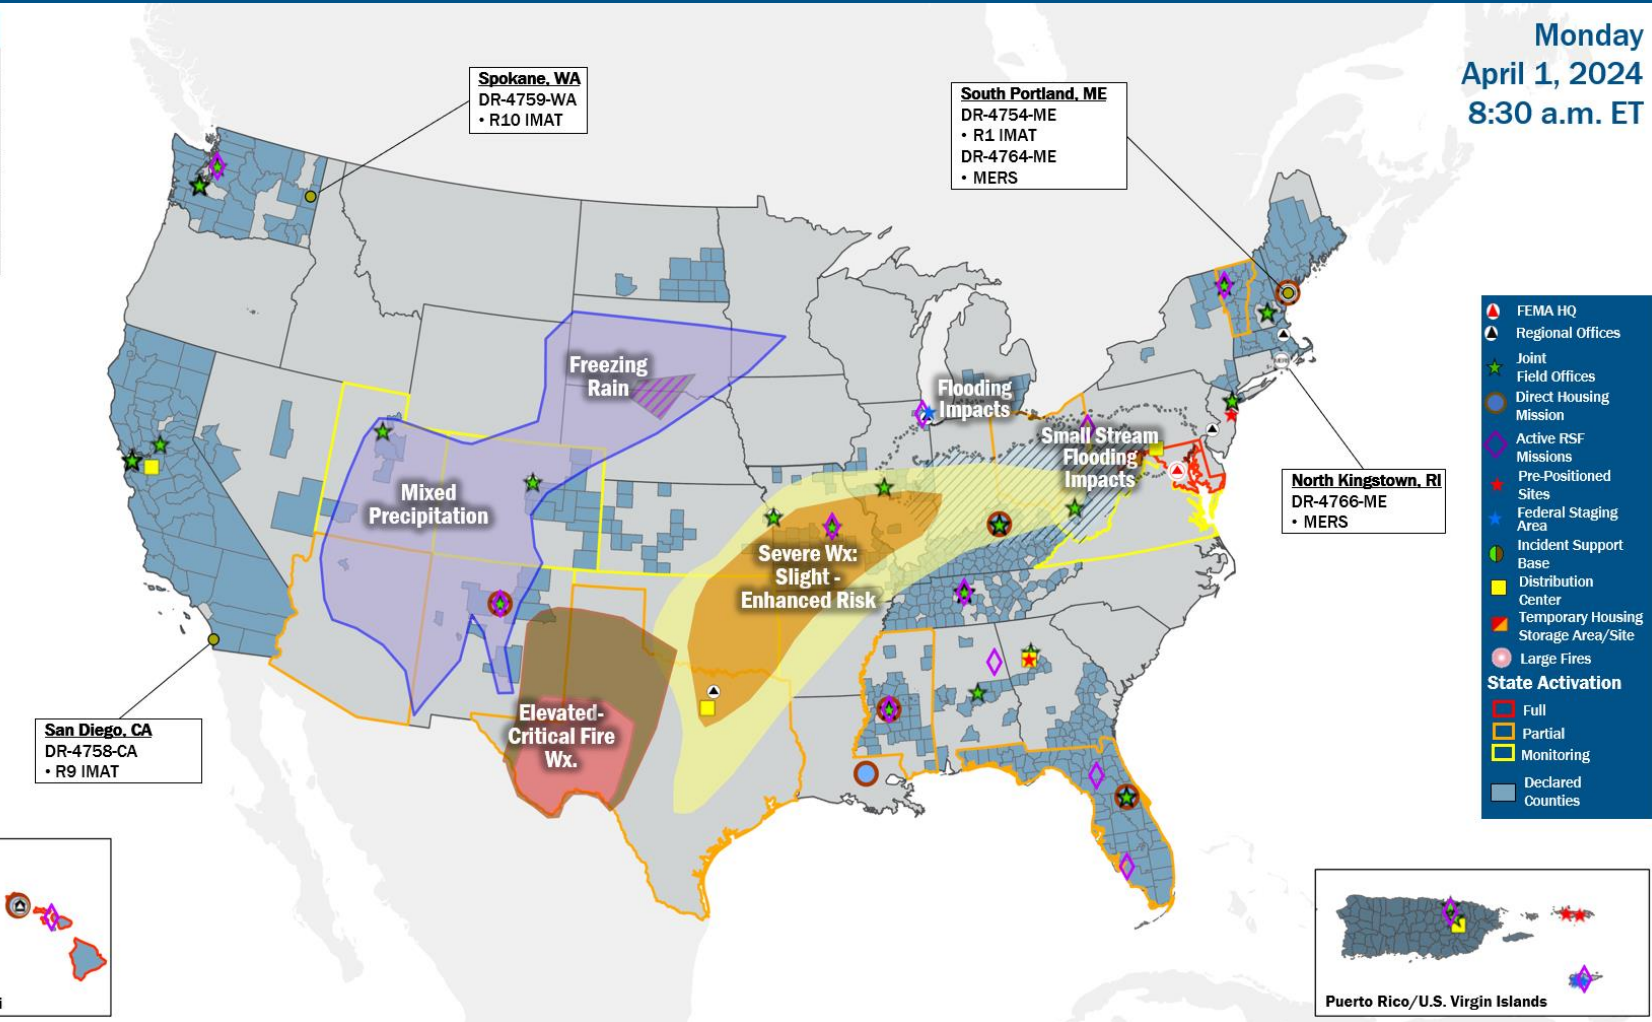 Monday
April 1, 2024
8:30 a.m. ET
Spokane, WA
DR-4759-WA
• R10 IMAT
South Portland, ME
DR-4754-ME
• R1 IMAT
DR-4764-ME
• MERS
Freezing
Rain
Flooding
Impacts
Small Stream
Flooding
Impacts
Mixed
Precipitation
Severe Wx:
Slight -
Enhanced Risk
Elevated-
Critical Fire
Wx.
North Kingstown, RI
DR-4766-ME
• MERS
San Diego, CA
DR-4758-CA
• R9 IMAT
FEMA HQ
Regional Offices
Joint
Field Offices
Direct Housing
Mission
Active RSF
Missions
Pre-Positioned
Sites
Federal Staging
Area
Incident Support
Base
Distribution
Center
Temporary Housing
Storage Area/Site
Large Fires
State Activation
Full
Partial
Monitoring
Declared
Counties
i
Puerto Rico/U.S. Virgin Islands